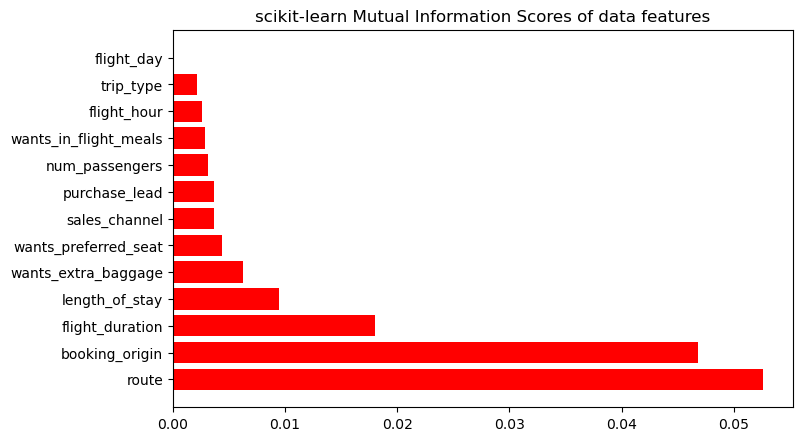 scikit-learn Mutual Information Scores of data features
flight_day
trip_type
flight_hour
wants_in_flight_meals
num_passengers
purchase_lead
sales_channel
wants_preferred_seat
wants_extra_baggage
length_of_stay
flight_duration
booking_origin
route
0.00 0.01 0.02 0.03 0.04 0.05